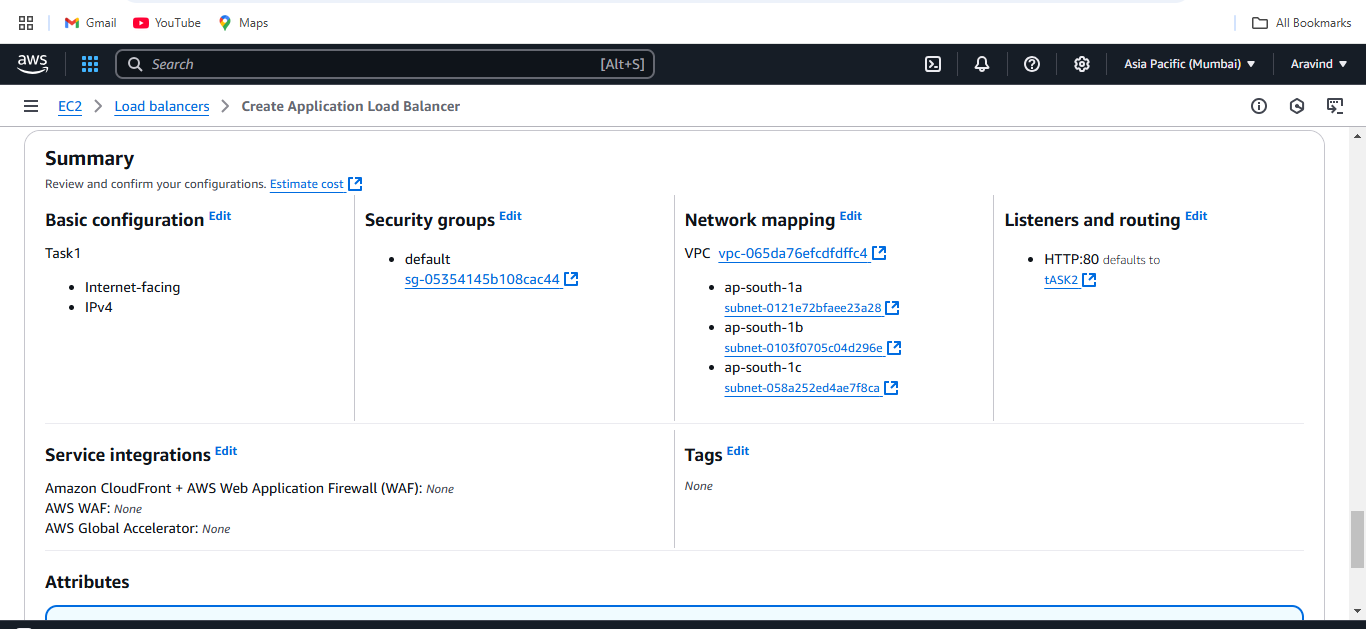 Gmail YouTube Maps All Bookmarks
aws Search [Alt+S] Asia Pacific (Mumbai) Aravind
EC2 Load balancers Create Application Load Balancer
Summary
Review and confirm your configurations. Estimate cost
Basic configuration Edit
Task1
Internet-facing
IPv4
Security groups Edit
default
sg-05354145b108cac44
Network mapping Edit
VPC vpc-065da76efcdfdffc4
ap-south-1a
subnet-0121e72bfaee23a28
ap-south-1b
subnet-0103f0705c04d296e
ap-south-1c
subnet-058a252ed4ae7f8ca
Listeners and routing Edit
HTTP:80 defaults to
tASK2
Service integrations Edit
Amazon CloudFront + AWS Web Application Firewall (WAF): None
AWS WAF: None
AWS Global Accelerator: None
Tags Edit
None
Attributes